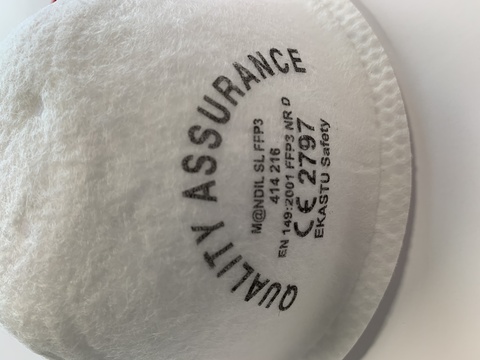 QUALITY ASSURANCE
M@NDIL SL FFP3
414 216
EN 149:2001 FFP3 NR D
CE 2797
EKASTU Safety